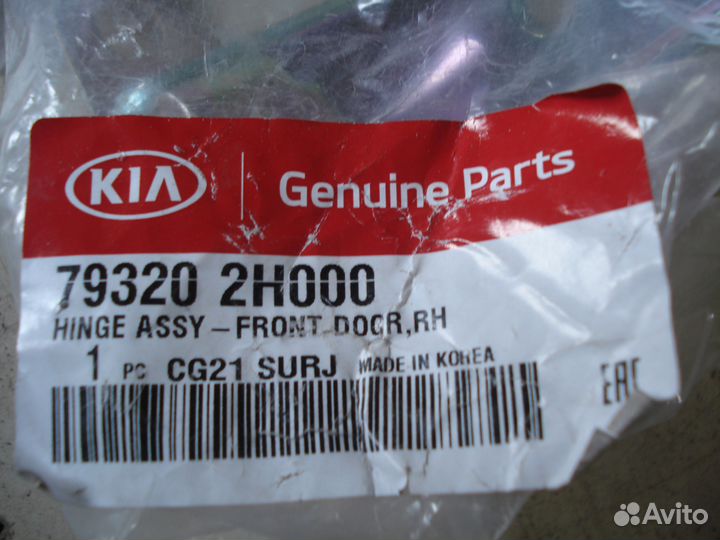 KIA
Genuine Parts
79320 2H000
HINGE ASSY-FRONT DOOR,RH
1 PC CG21 SURJ MADE IN KOREA
EAC
Avito